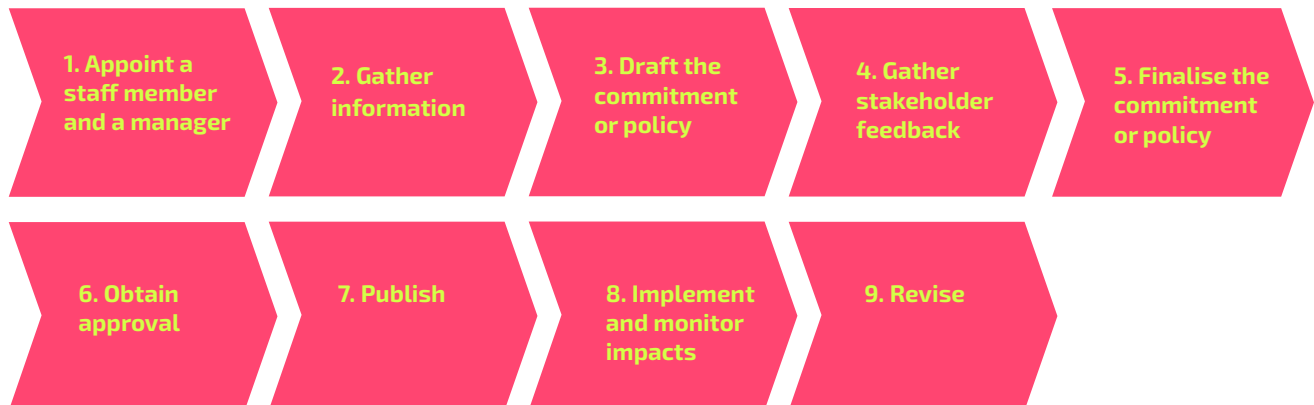 1. Appoint a
staff member
and a manager
2. Gather
information
3. Draft the
commitment
or policy
4. Gather
stakeholder
feedback
5. Finalise the
commitment
or policy
6. Obtain
approval
7. Publish
8. Implement
and monitor
impacts
9. Revise